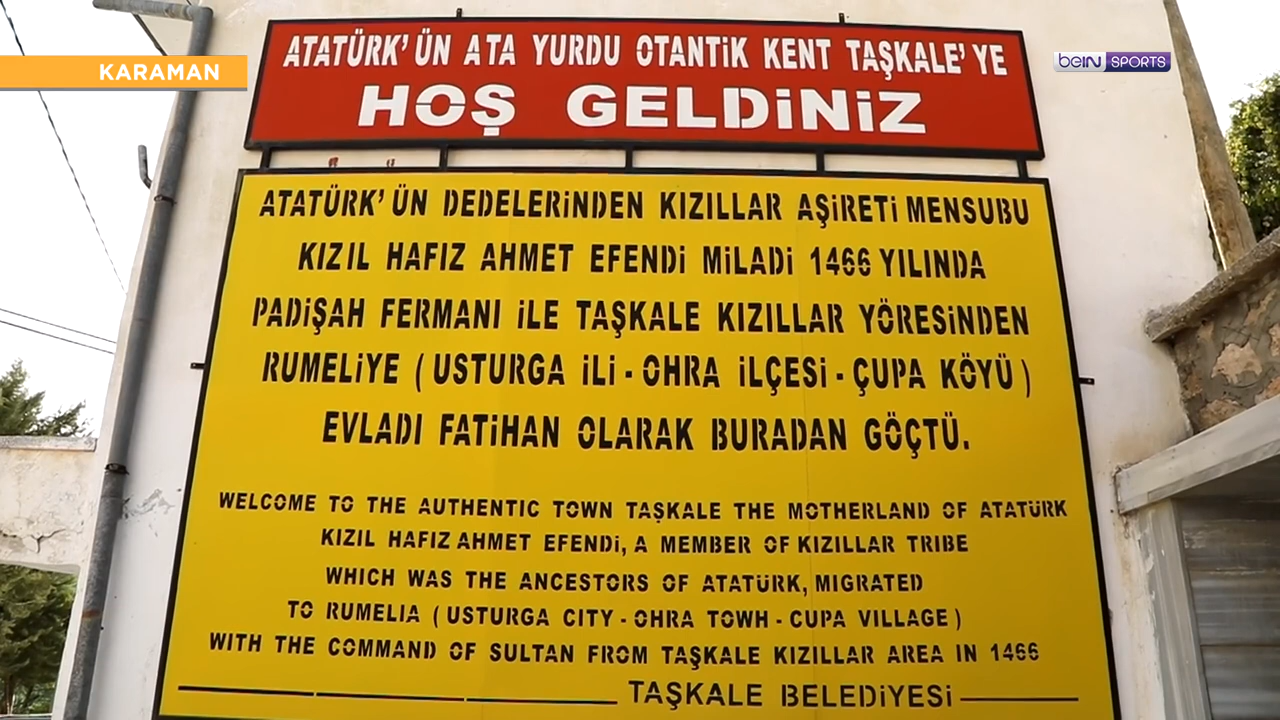 KARAMAN
beIN SPORTS
ATATÜRK'ÜN ATA YURDU OTANTİK KENT TAŞKALE'YE
HOŞ GELDİNİZ
ATATÜRK'ÜN DEDELERİNDEN KIZILLAR AŞİRETİ MENSUBU
KIZIL HAFIZ AHMET EFENDİ MİLADİ 1466 YILINDA
PADİŞAH FERMANI İLE TAŞKALE KIZILLAR YÖRESİNDEN
RUMELİYE ( USTURGA İLİ - OHRA İLÇESİ - ÇUPA KÖYÜ )
EVLADI FATİHAN OLARAK BURADAN GÖÇTÜ.
WELCOME TO THE AUTHENTIC TOWN TAŞKALE THE MOTHERLAND OF ATATÜRK
KIZIL HAFIZ AHMET EFENDİ, A MEMBER OF KIZILLAR TRIBE
WHICH WAS THE ANCESTORS OF ATATÜRK, MIGRATED
TO RUMELIA ( USTURGA CITY - OHRA TOWH - CUPA VILLAGE )
WITH THE COMMAND OF SULTAN FROM TAŞKALE KIZILLAR AREA IN 1466
TAŞKALE BELEDİYESİ